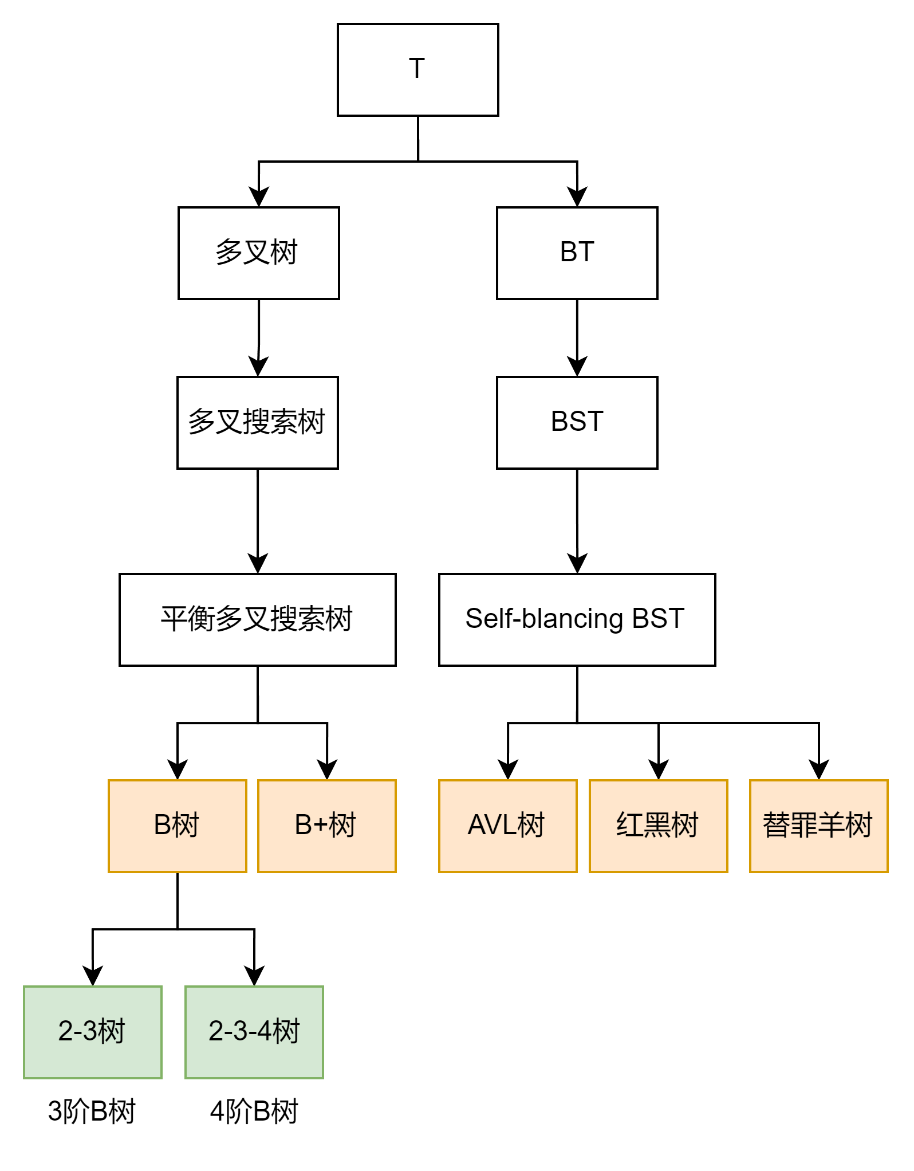 T
多叉树
BT
多叉搜索树
BST
平衡多叉搜索树
Self-blancing BST
B树
B+树
AVL树
红黑树
替罪羊树
2-3树
2-3-4树
3阶B树
4阶B树